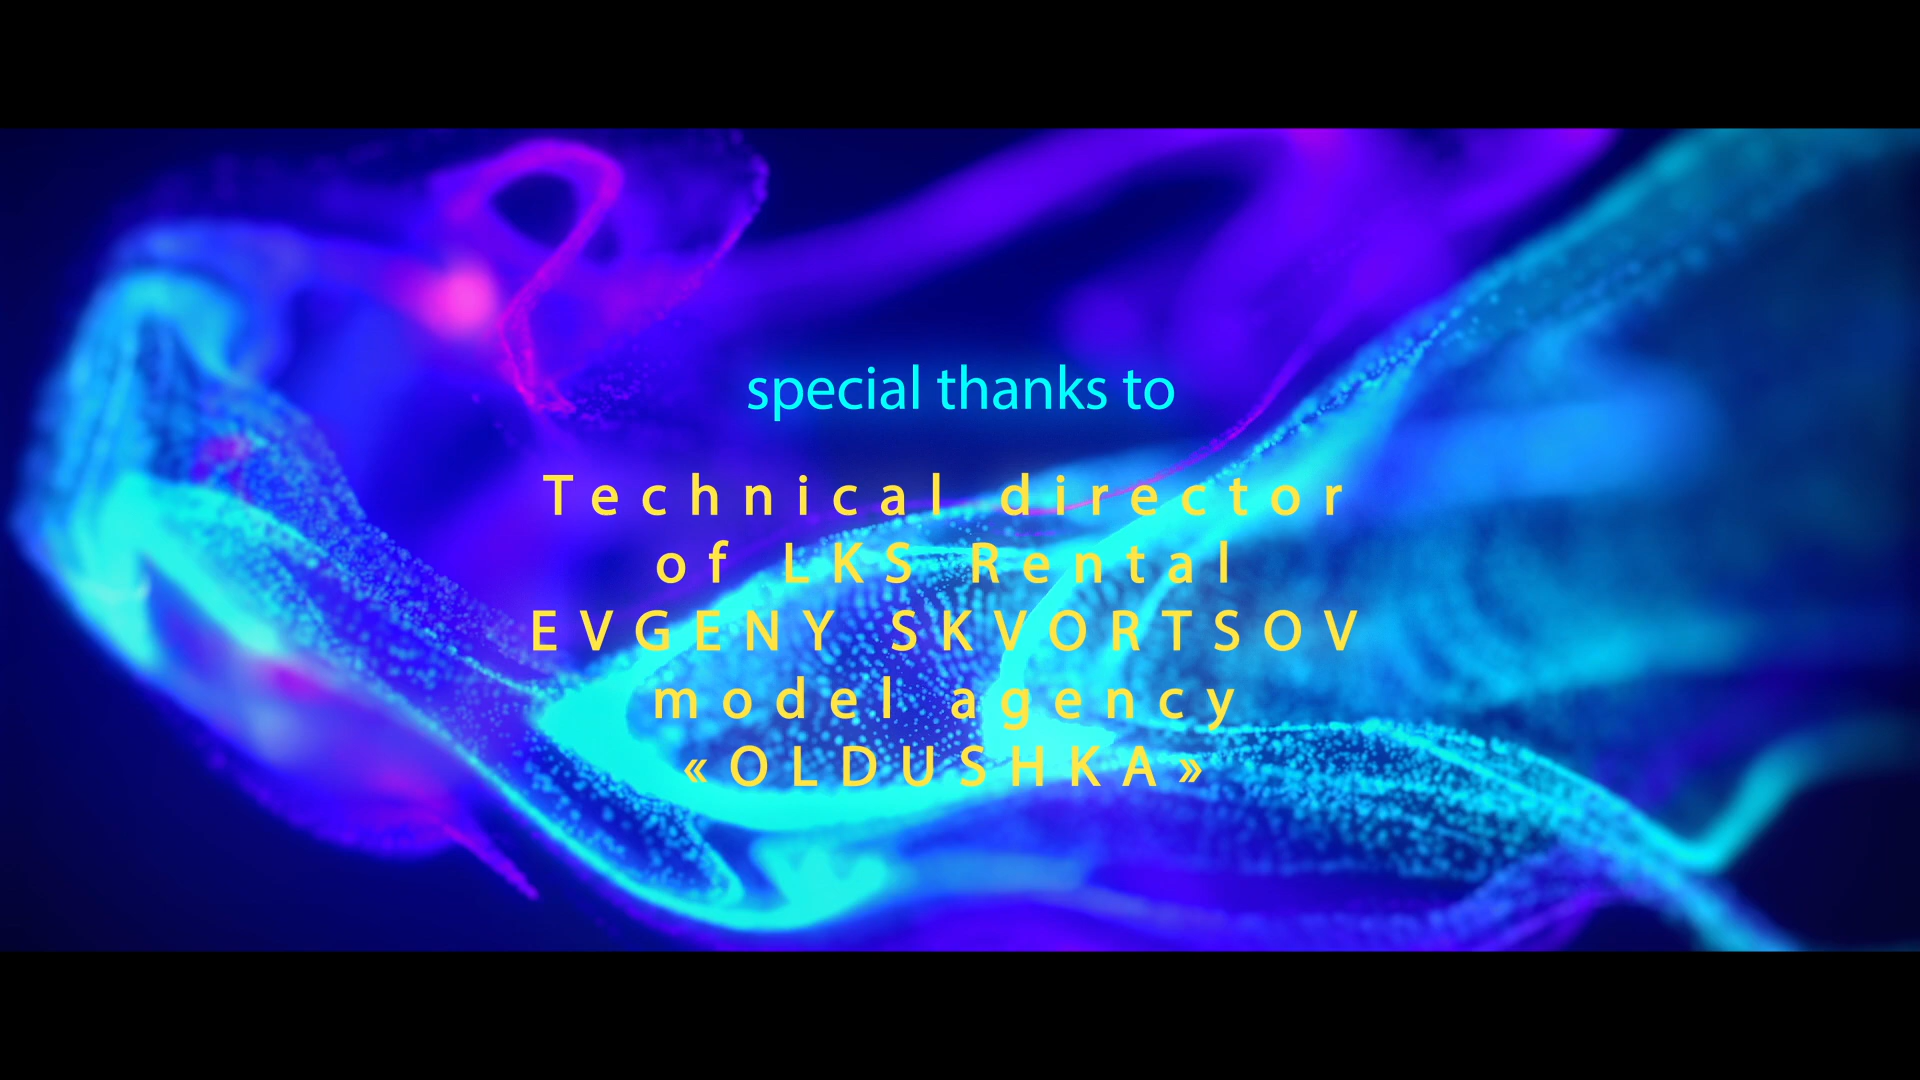 special thanks to
Technical director
of LKS Rental
EVGENY SKVORTSOV
model agency
«OLDUSHKA»